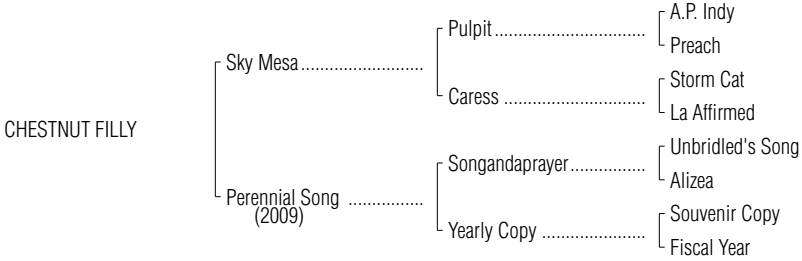 A.P. Indy
Pulpit
Preach
Sky Mesa
Storm Cat
Caress
La Affirmed
CHESTNUT FILLY
Unbridled's Song
Songandaprayer
Alizea
Perennial Song
(2009)
Souvenir Copy
Yearly Copy
Fiscal Year